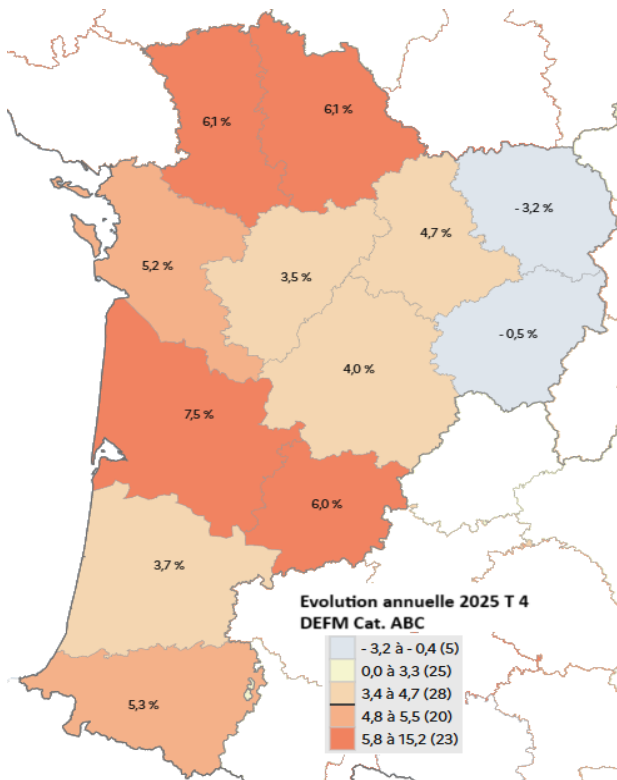 6,1 %
6,1 %
- 3,2 %
4,7 %
5,2 %
3,5 %
- 0,5 %
4,0 %
7,5 %
6,0 %
3,7 %
5,3 %
Evolution annuelle 2025 T 4
DEFM Cat. ABC
- 3,2 à - 0,4 (5)
0,0 à 3,3 (25)
3,4 à 4,7 (28)
4,8 à 5,5 (20)
5,8 à 15,2 (23)